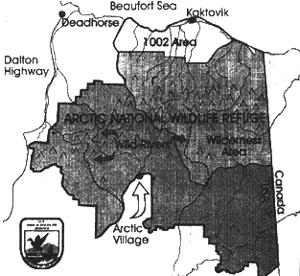 Beaufort Sea
Deadhorse
Kaktovik
1002 Area
Dalton
Highway
ARCTIC NATIONAL WILDLIFE REFUGE
Wild Rivers
Wilderness
Area
Canada
Arctic
Village